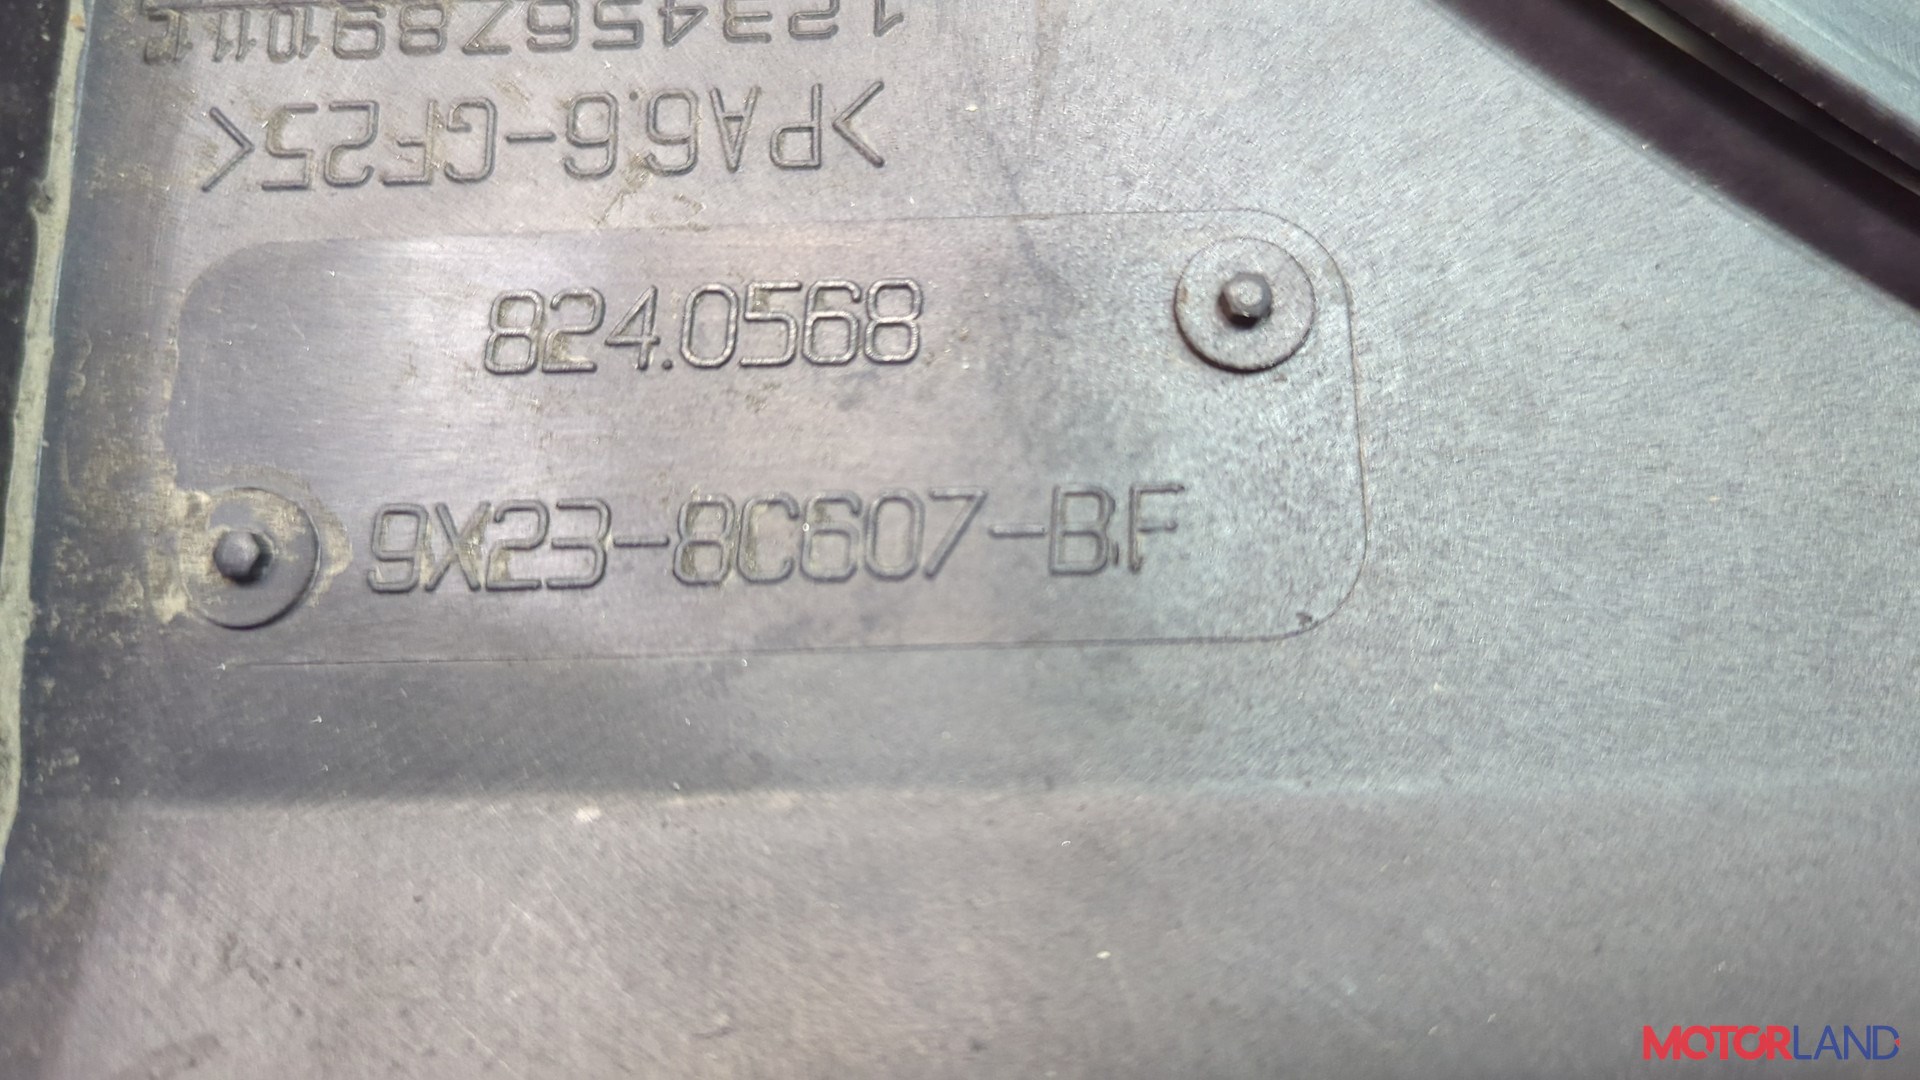 123456789101112
>PA6.6-GF25<
824.0568
9X23-8C607-BF
MOTORLAND